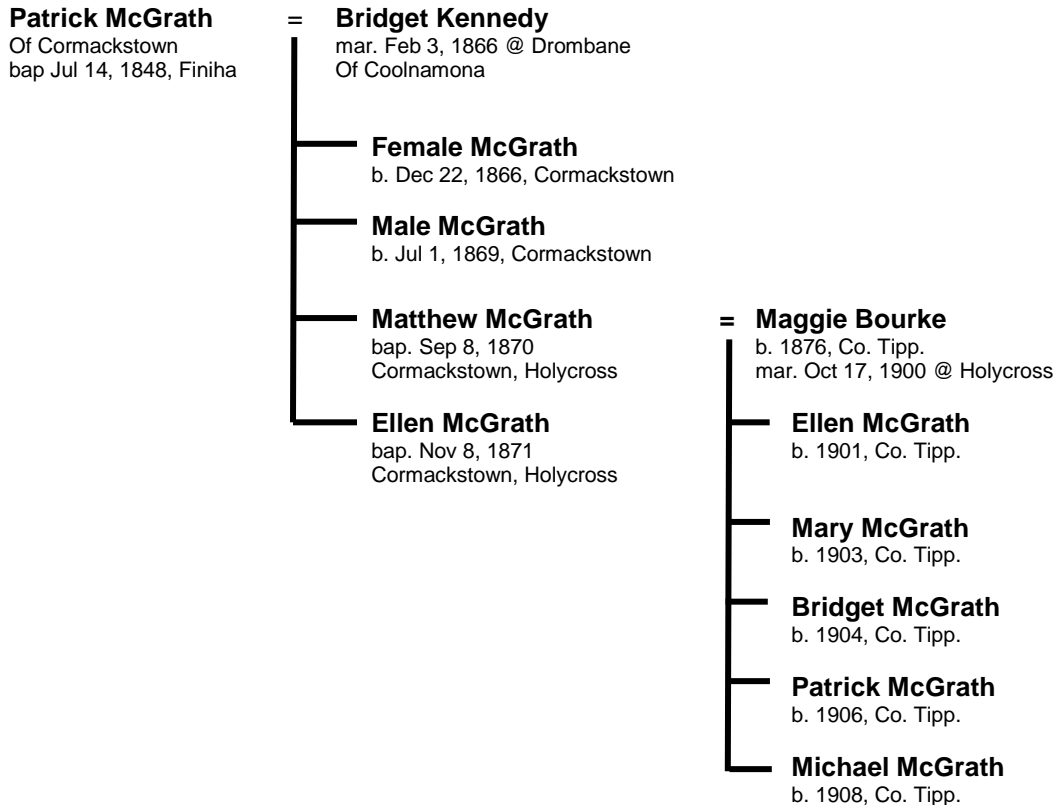 Patrick McGrath = Bridget Kennedy
Of Cormackstown mar. Feb 3, 1866 @ Drombane
bap Jul 14, 1848, Finiha Of Coolnamona
Female McGrath
b. Dec 22, 1866, Cormackstown
Male McGrath
b. Jul 1, 1869, Cormackstown
Matthew McGrath = Maggie Bourke
bap. Sep 8, 1870 b. 1876, Co. Tipp.
Cormackstown, Holycross mar. Oct 17, 1900 @ Holycross
Ellen McGrath Ellen McGrath
bap. Nov 8, 1871 b. 1901, Co. Tipp.
Cormackstown, Holycross
Mary McGrath
b. 1903, Co. Tipp.
Bridget McGrath
b. 1904, Co. Tipp.
Patrick McGrath
b. 1906, Co. Tipp.
Michael McGrath
b. 1908, Co. Tipp.